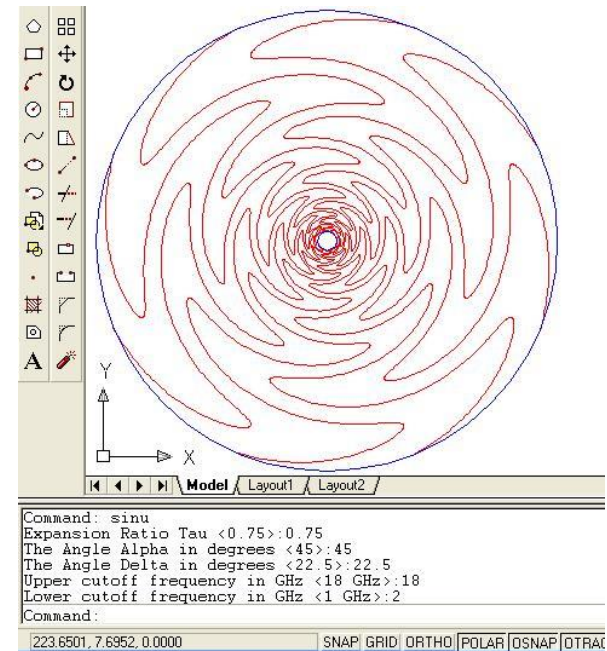 A
Y
X
Model Layout1 Layout2
Command: sinu
Expansion Ratio Tau <0.75>:0.75
The Angle Alpha in degrees <45>:45
The Angle Delta in degrees <22.5>:22.5
Upper cutoff frequency in GHz <18 GHz>:18
Lower cutoff frequency in GHz <1 GHz>:2
Command:
223.6501, 7.6952, 0.0000 SNAP GRID ORTHO POLAR OSNAP OTRAC